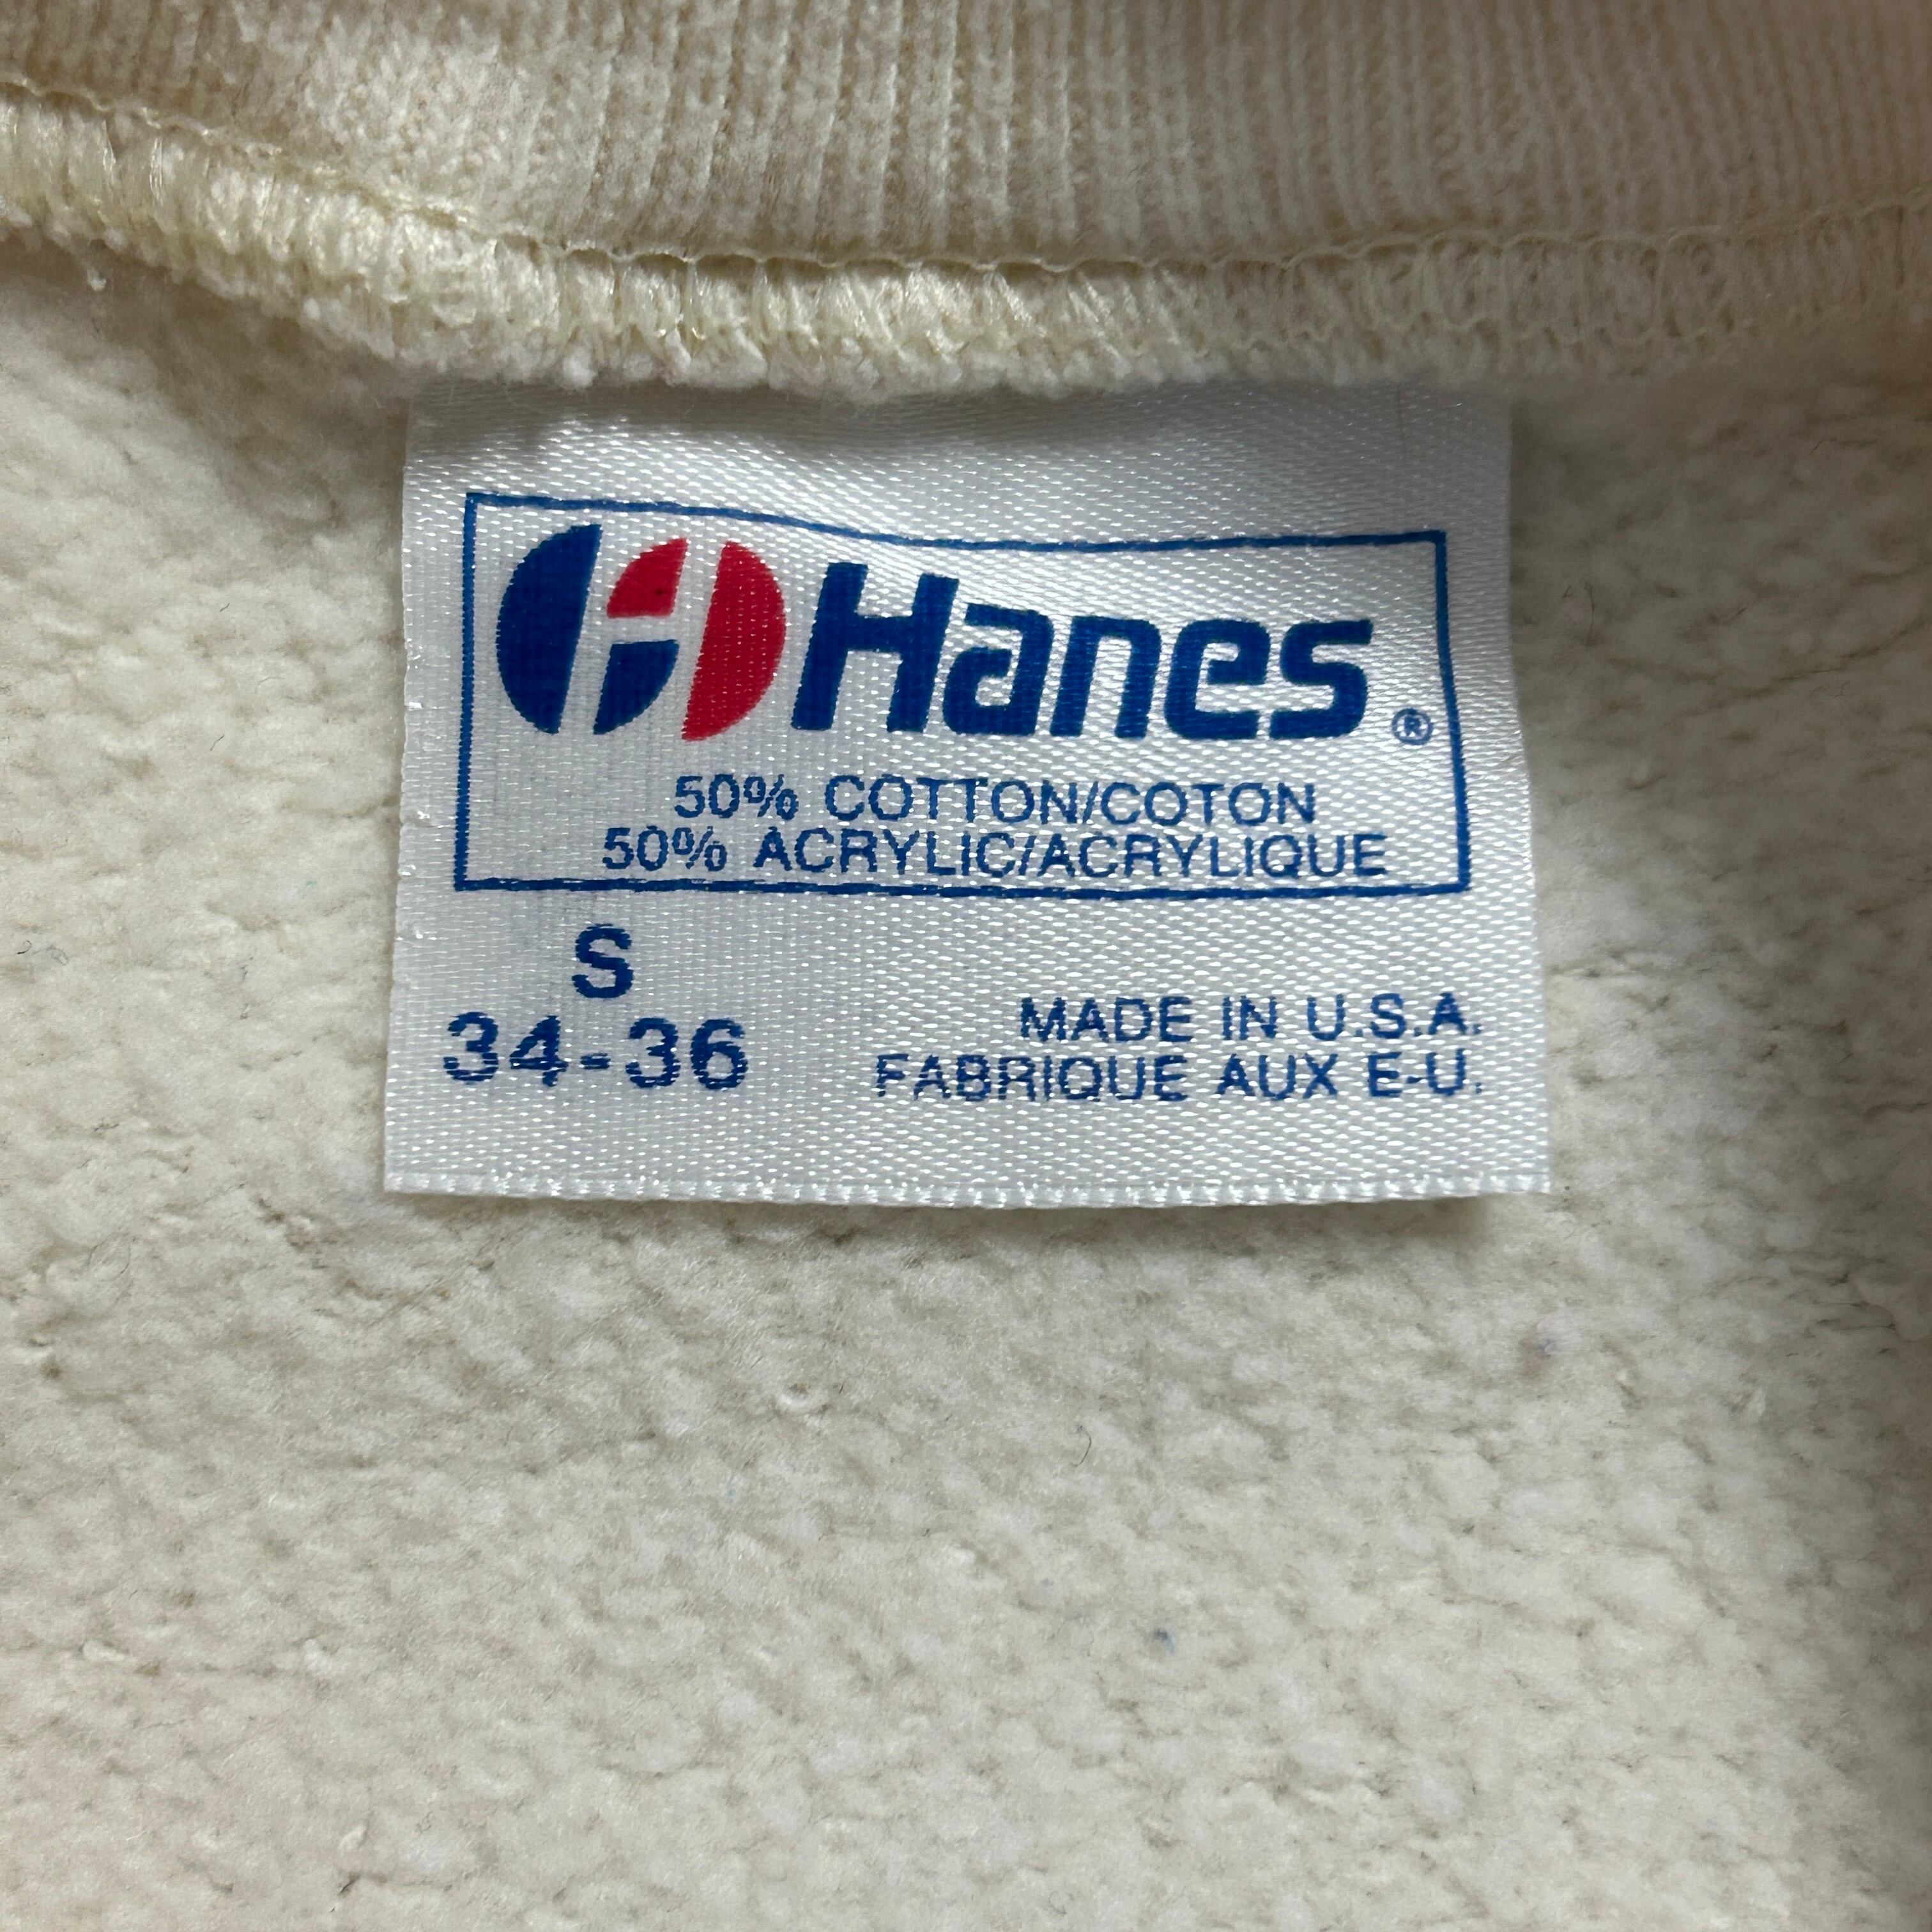 Hanes®
50% COTTON/COTON
50% ACRYLIC/ACRYLIQUE
S
34-36
MADE IN U.S.A.
FABRIQUE AUX E-U.